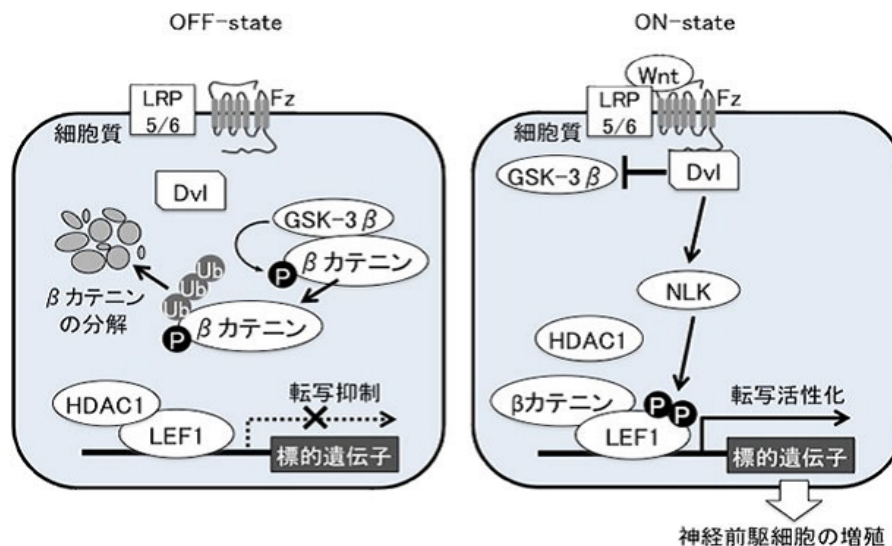 OFF-state
LRP
5/6
Fz
細胞質
Dvl
GSK-3β
P
βカテニン
Ub
Ub
Ub
βカテニン
の分解
P
βカテニン
HDAC1
LEF1
転写抑制
標的遺伝子
ON-state
Wnt
LRP
5/6
Fz
細胞質
GSK-3β
Dvl
NLK
HDAC1
βカテニン
P
P
LEF1
転写活性化
標的遺伝子
神経前駆細胞の増殖